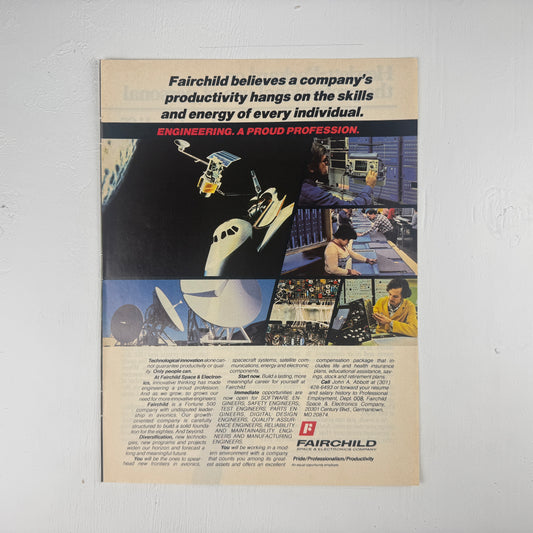 Fairchild believes a company's
productivity hangs on the skills
and energy of every individual.
ENGINEERING. A PROUD PROFESSION.
Technological innovation alone can-
not guarantee productivity or qual-
ity. Only people can.
At Fairchild Space & Electron-
ics, innovative thinking has made
engineering a proud profession.
And as we grow, so grows our
need for more innovative engineers.
Fairchild, a Fortune 500
company with undisputed leader-
ship in avionics. Our growth
oriented company is carefully
structured to build a solid founda-
tion for the eighties. And beyond.
Diversification, new technolo-
gies, new programs and projects
widen our horizon and forecast a
long and meaningful future.
You will be the ones to spear-
head new frontiers in avionics,
spacecraft systems, satellite com-
munications, energy and electronic
components.
Start now. Build a lasting, more
meaningful career for yourself at
Fairchild.
Immediate opportunities are
now open for SOFTWARE EN-
GINEERS, SAFETY ENGINEERS,
TEST ENGINEERS, PARTS EN-
GINEERS, DIGITAL DESIGN
ENGINEERS, QUALITY ASSUR-
ANCE ENGINEERS, RELIABILITY
AND MAINTAINABILITY ENGI-
NEERS AND MANUFACTURING
ENGINEERS.
You will be working in a mod-
ern environment with a company
that counts you among its great-
est assets and offers an excellent
compensation package that in-
cludes life and health insurance
plans, educational assistance, sav-
ings, stock and retirement plans.
Call John A. Abbott at (301)
428-6493 or forward your resume
and salary history to Professional
Employment, Dept. 008, Fairchild
Space & Electronics Company,
20301 Century Blvd., Germantown,
MD 20874.
FAIRCHILD
SPACE & ELECTRONICS COMPANY
Pride/Professionalism/Productivity
An equal opportunity employer.